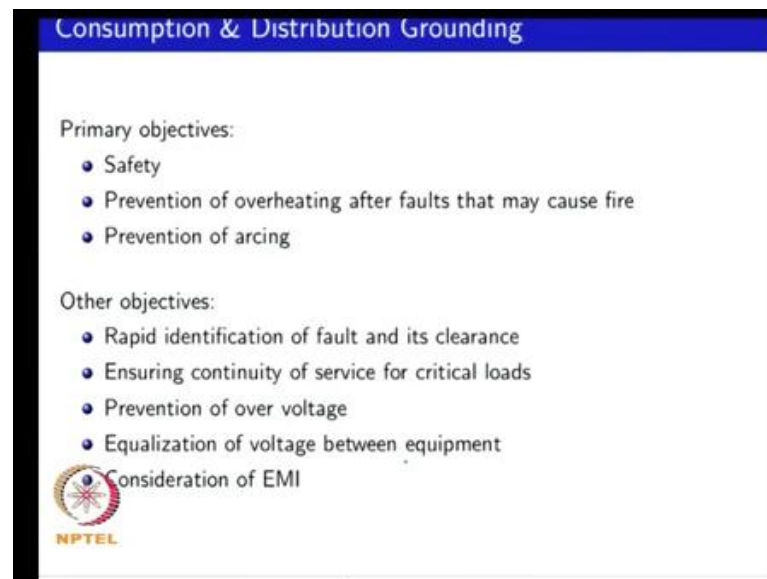 Consumption & Distribution Grounding
Primary objectives:
Safety
Prevention of overheating after faults that may cause fire
Prevention of arcing
Other objectives:
Rapid identification of fault and its clearance
Ensuring continuity of service for critical loads
Prevention of over voltage
Equalization of voltage between equipment
Consideration of EMI
NPTEL